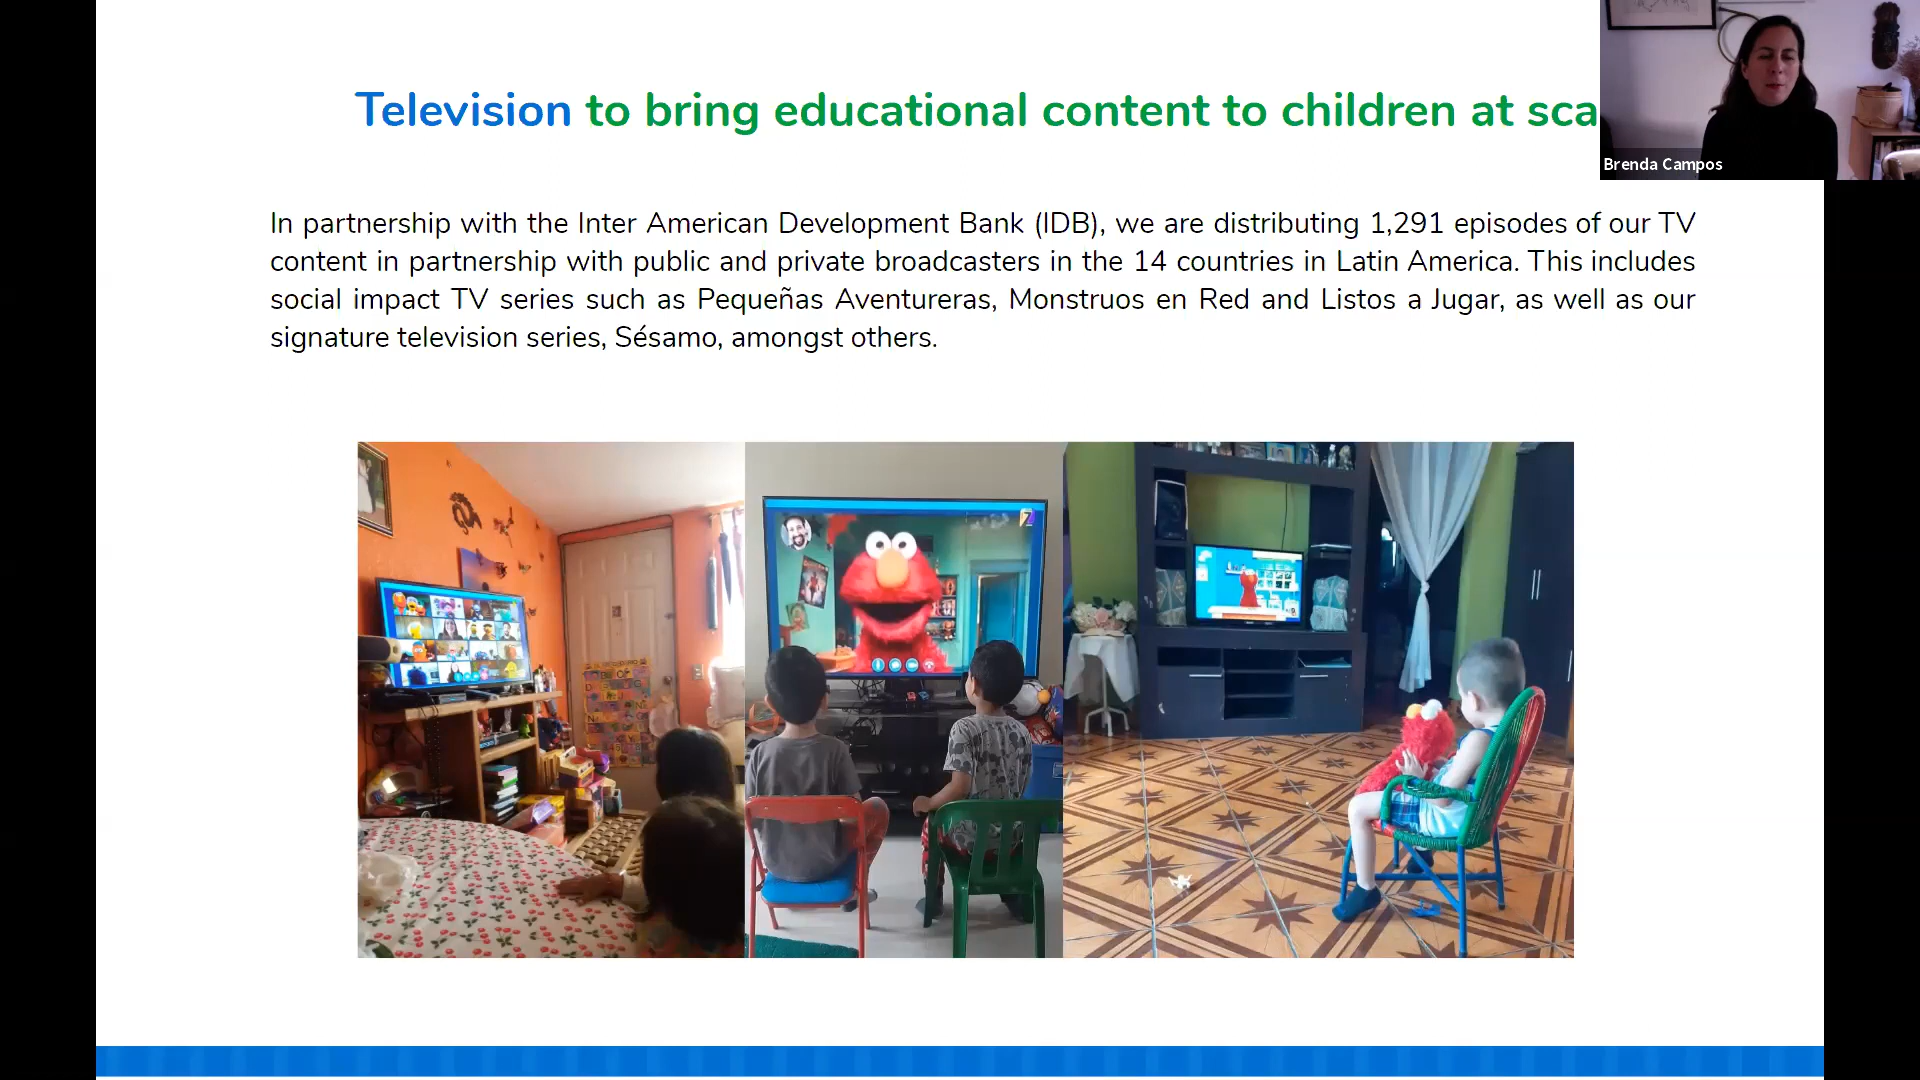 Television to bring educational content to children at sca
Brenda Campos
In partnership with the Inter American Development Bank (IDB), we are distributing 1,291 episodes of our TV
content in partnership with public and private broadcasters in the 14 countries in Latin America. This includes
social impact TV series such as Pequeñas Aventureras, Monstruos en Red and Listos a Jugar, as well as our
signature television series, Sésamo, amongst others.